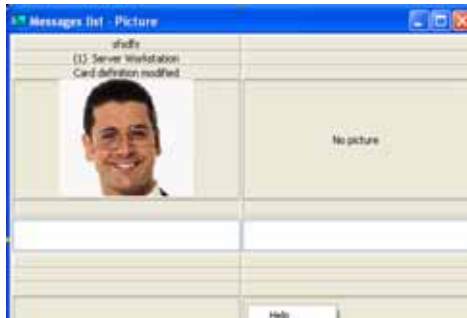 Messages list - Picture
sfsdfs
(1) Server Workstation
Card definition modified
No picture
Help